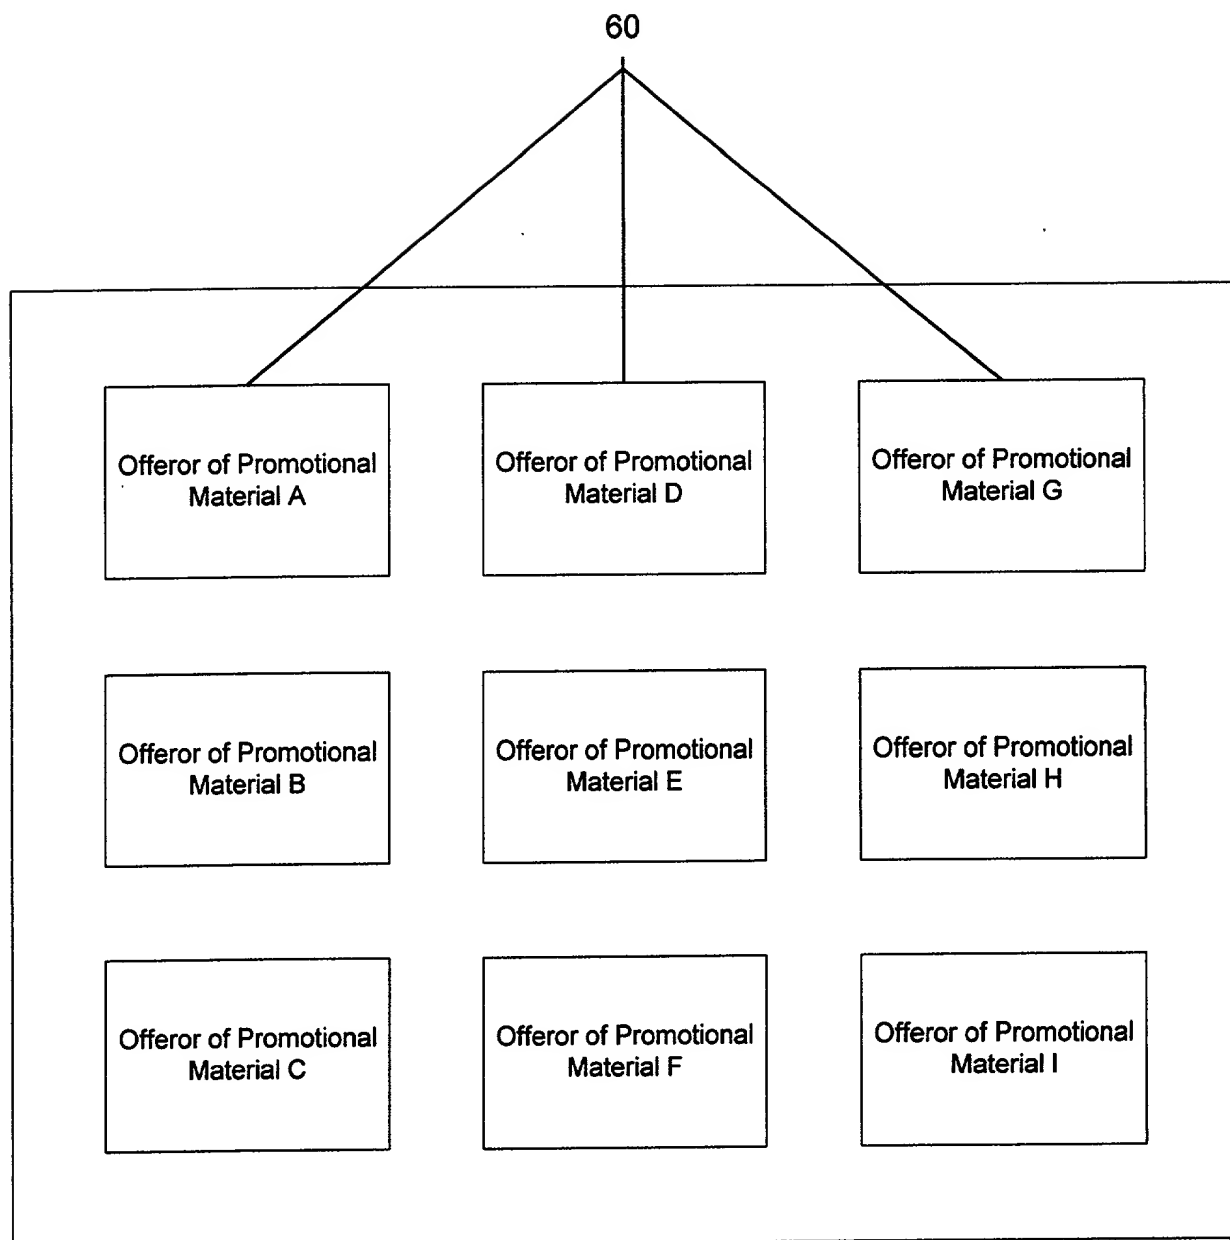 60
Offeror of Promotional
Material A
Offeror of Promotional
Material D
Offeror of Promotional
Material G
Offeror of Promotional
Material B
Offeror of Promotional
Material E
Offeror of Promotional
Material H
Offeror of Promotional
Material C
Offeror of Promotional
Material F
Offeror of Promotional
Material I